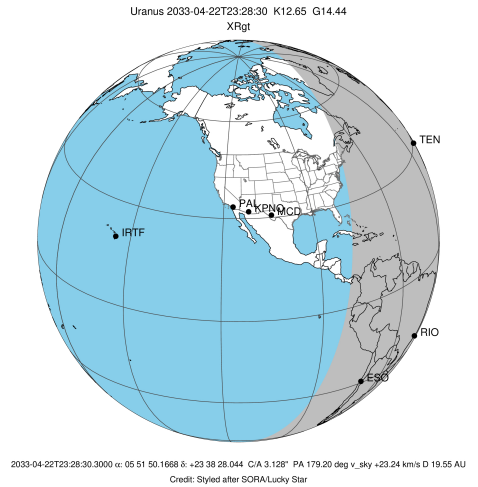 Uranus 2033-04-22T23:28:30  K12.65  G14.44
XRgt
TEN
PAL
KPNO
MCD
IRTF
RIO
ESO
2033-04-22T23:28:30.3000 α: 05 51 50.1668 δ: +23 38 28.044  C/A 3.128"  PA 179.20 deg v_sky +23.24 km/s D 19.55 AU
Credit: Styled after SORA/Lucky Star